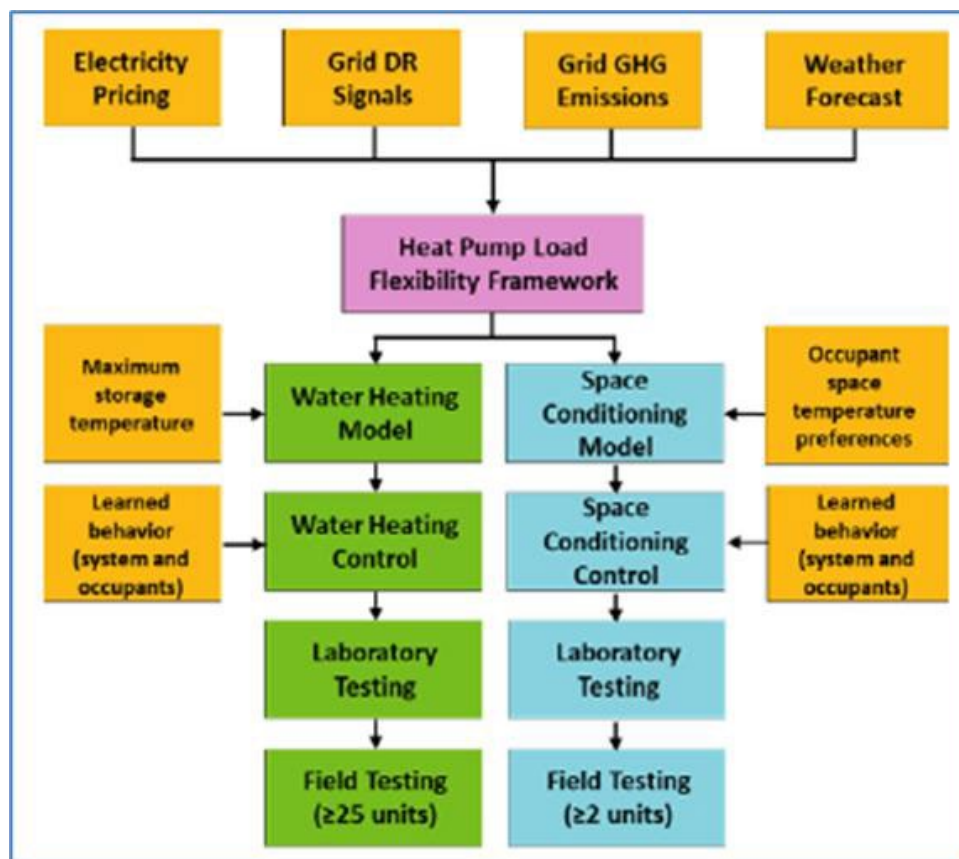 Electricity
Pricing
Grid DR
Signals
Grid GHG
Emissions
Weather
Forecast
Heat Pump Load
Flexibility Framework
Maximum
storage
temperature
Water Heating
Model
Space
Conditioning
Model
Occupant
space
temperature
preferences
Learned
behavior
(system and
occupants)
Water Heating
Control
Space
Conditioning
Control
Learned
behavior
(system and
occupants)
Laboratory
Testing
Laboratory
Testing
Field Testing
(≥25 units)
Field Testing
(≥2 units)